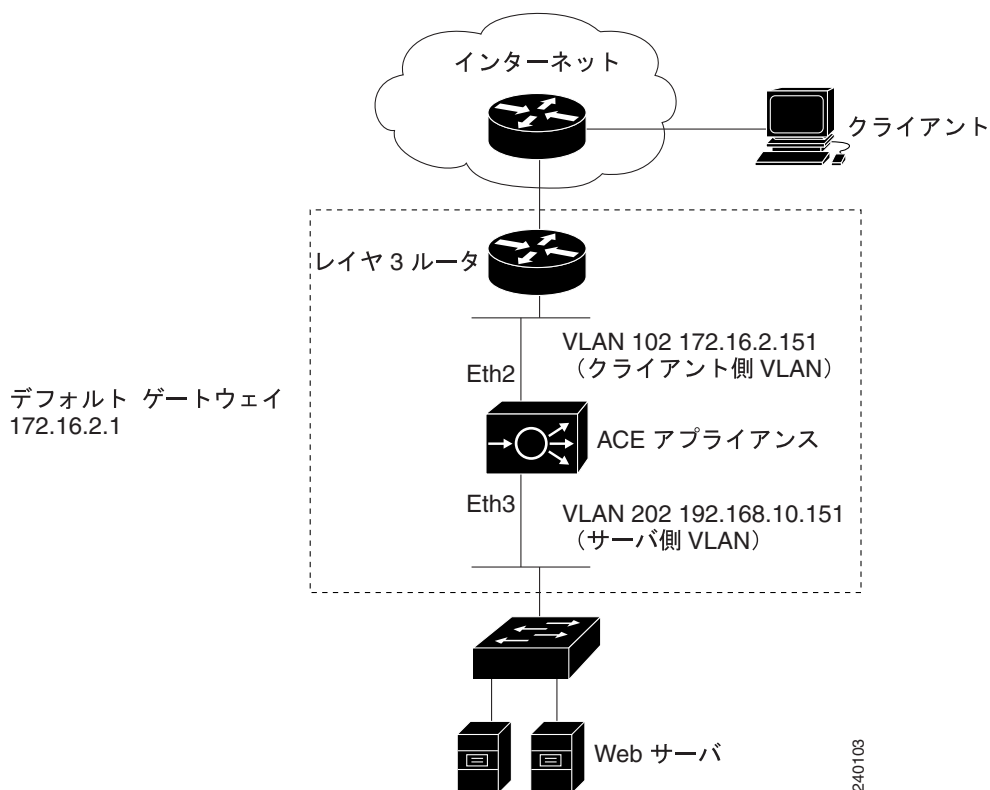 インターネット
クライアント
レイヤ 3 ルータ
VLAN 102 172.16.2.151
（クライアント側 VLAN）
Eth2
デフォルト ゲートウェイ
172.16.2.1
ACE アプライアンス
Eth3
VLAN 202 192.168.10.151
（サーバ側 VLAN）
Web サーバ
240103